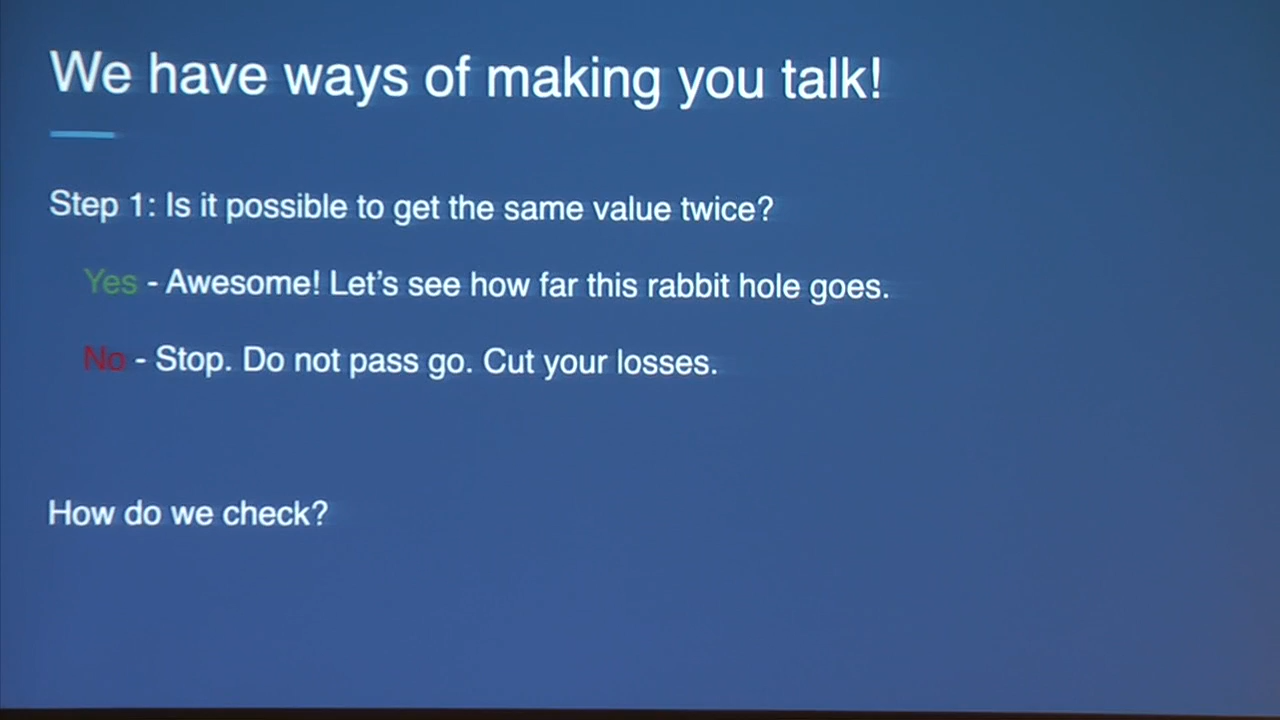 We have ways of making you talk!
Step 1: Is it possible to get the same value twice?
Yes - Awesome! Let's see how far this rabbit hole goes.
No - Stop. Do not pass go. Cut your losses.
How do we check?